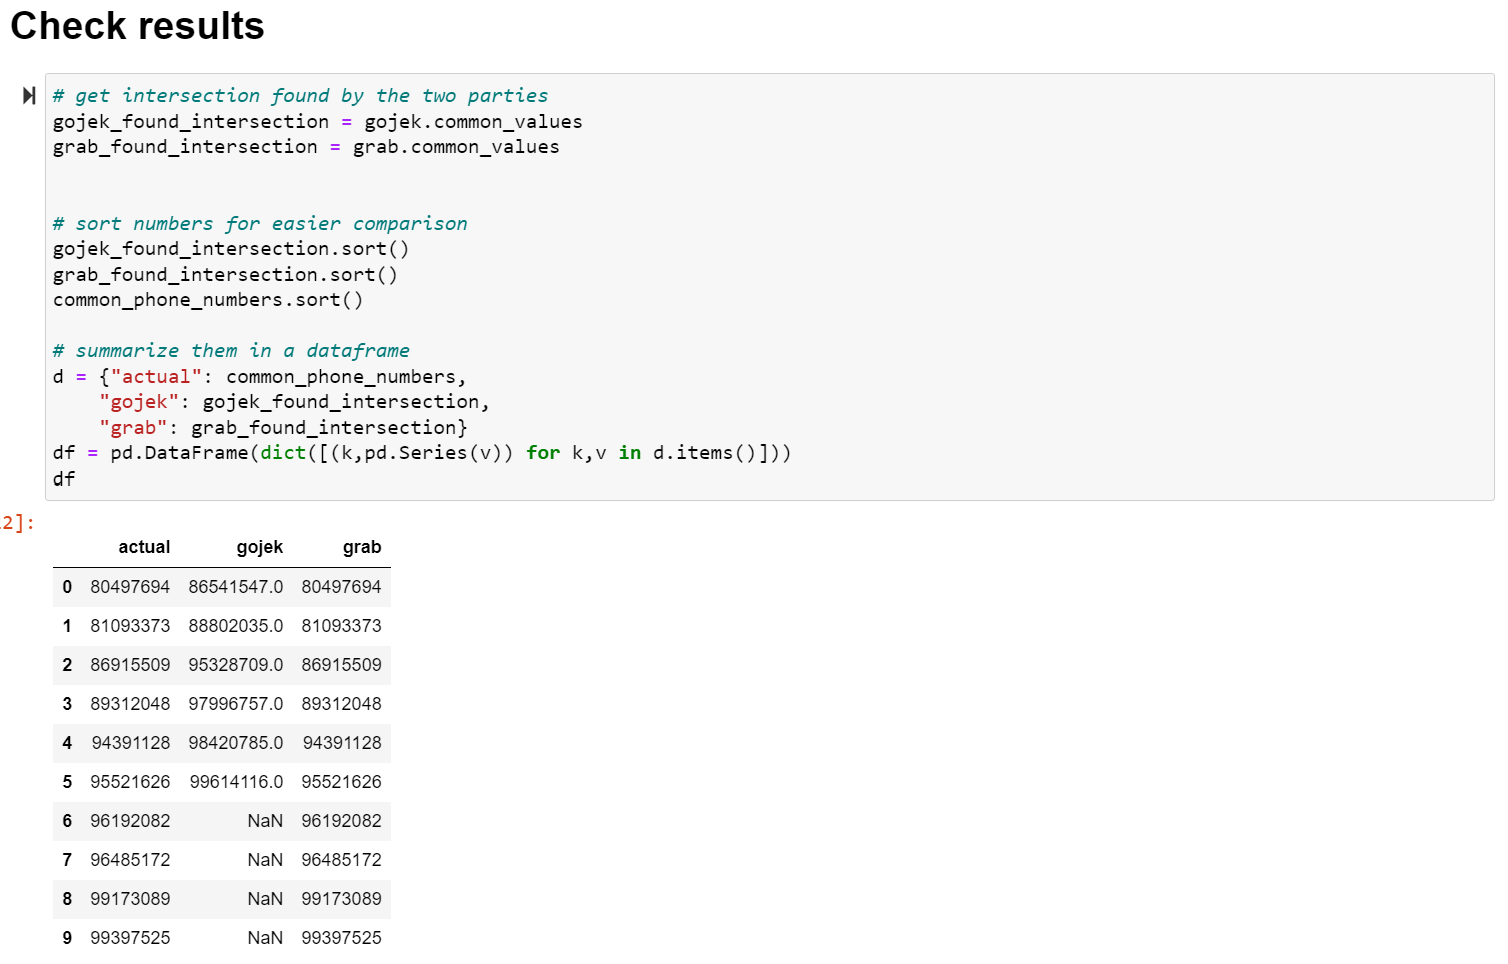 Check results
# get intersection found by the two parties
gojek_found_intersection = gojek.common_values
grab_found_intersection = grab.common_values
# sort numbers for easier comparison
gojek_found_intersection.sort()
grab_found_intersection.sort()
common_phone_numbers.sort()
# summarize them in a dataframe
d = {"actual": common_phone_numbers,
"gojek": gojek_found_intersection,
"grab": grab_found_intersection}
df = pd.DataFrame(dict([(k,pd.Series(v)) for k,v in d.items()]))
df
2]:
actual gojek grab
0 80497694 86541547.0 80497694
1 81093373 88802035.0 81093373
2 86915509 95328709.0 86915509
3 89312048 97996757.0 89312048
4 94391128 98420785.0 94391128
5 95521626 99614116.0 95521626
6 96192082 NaN 96192082
7 96485172 NaN 96485172
8 99173089 NaN 99173089
9 99397525 NaN 99397525